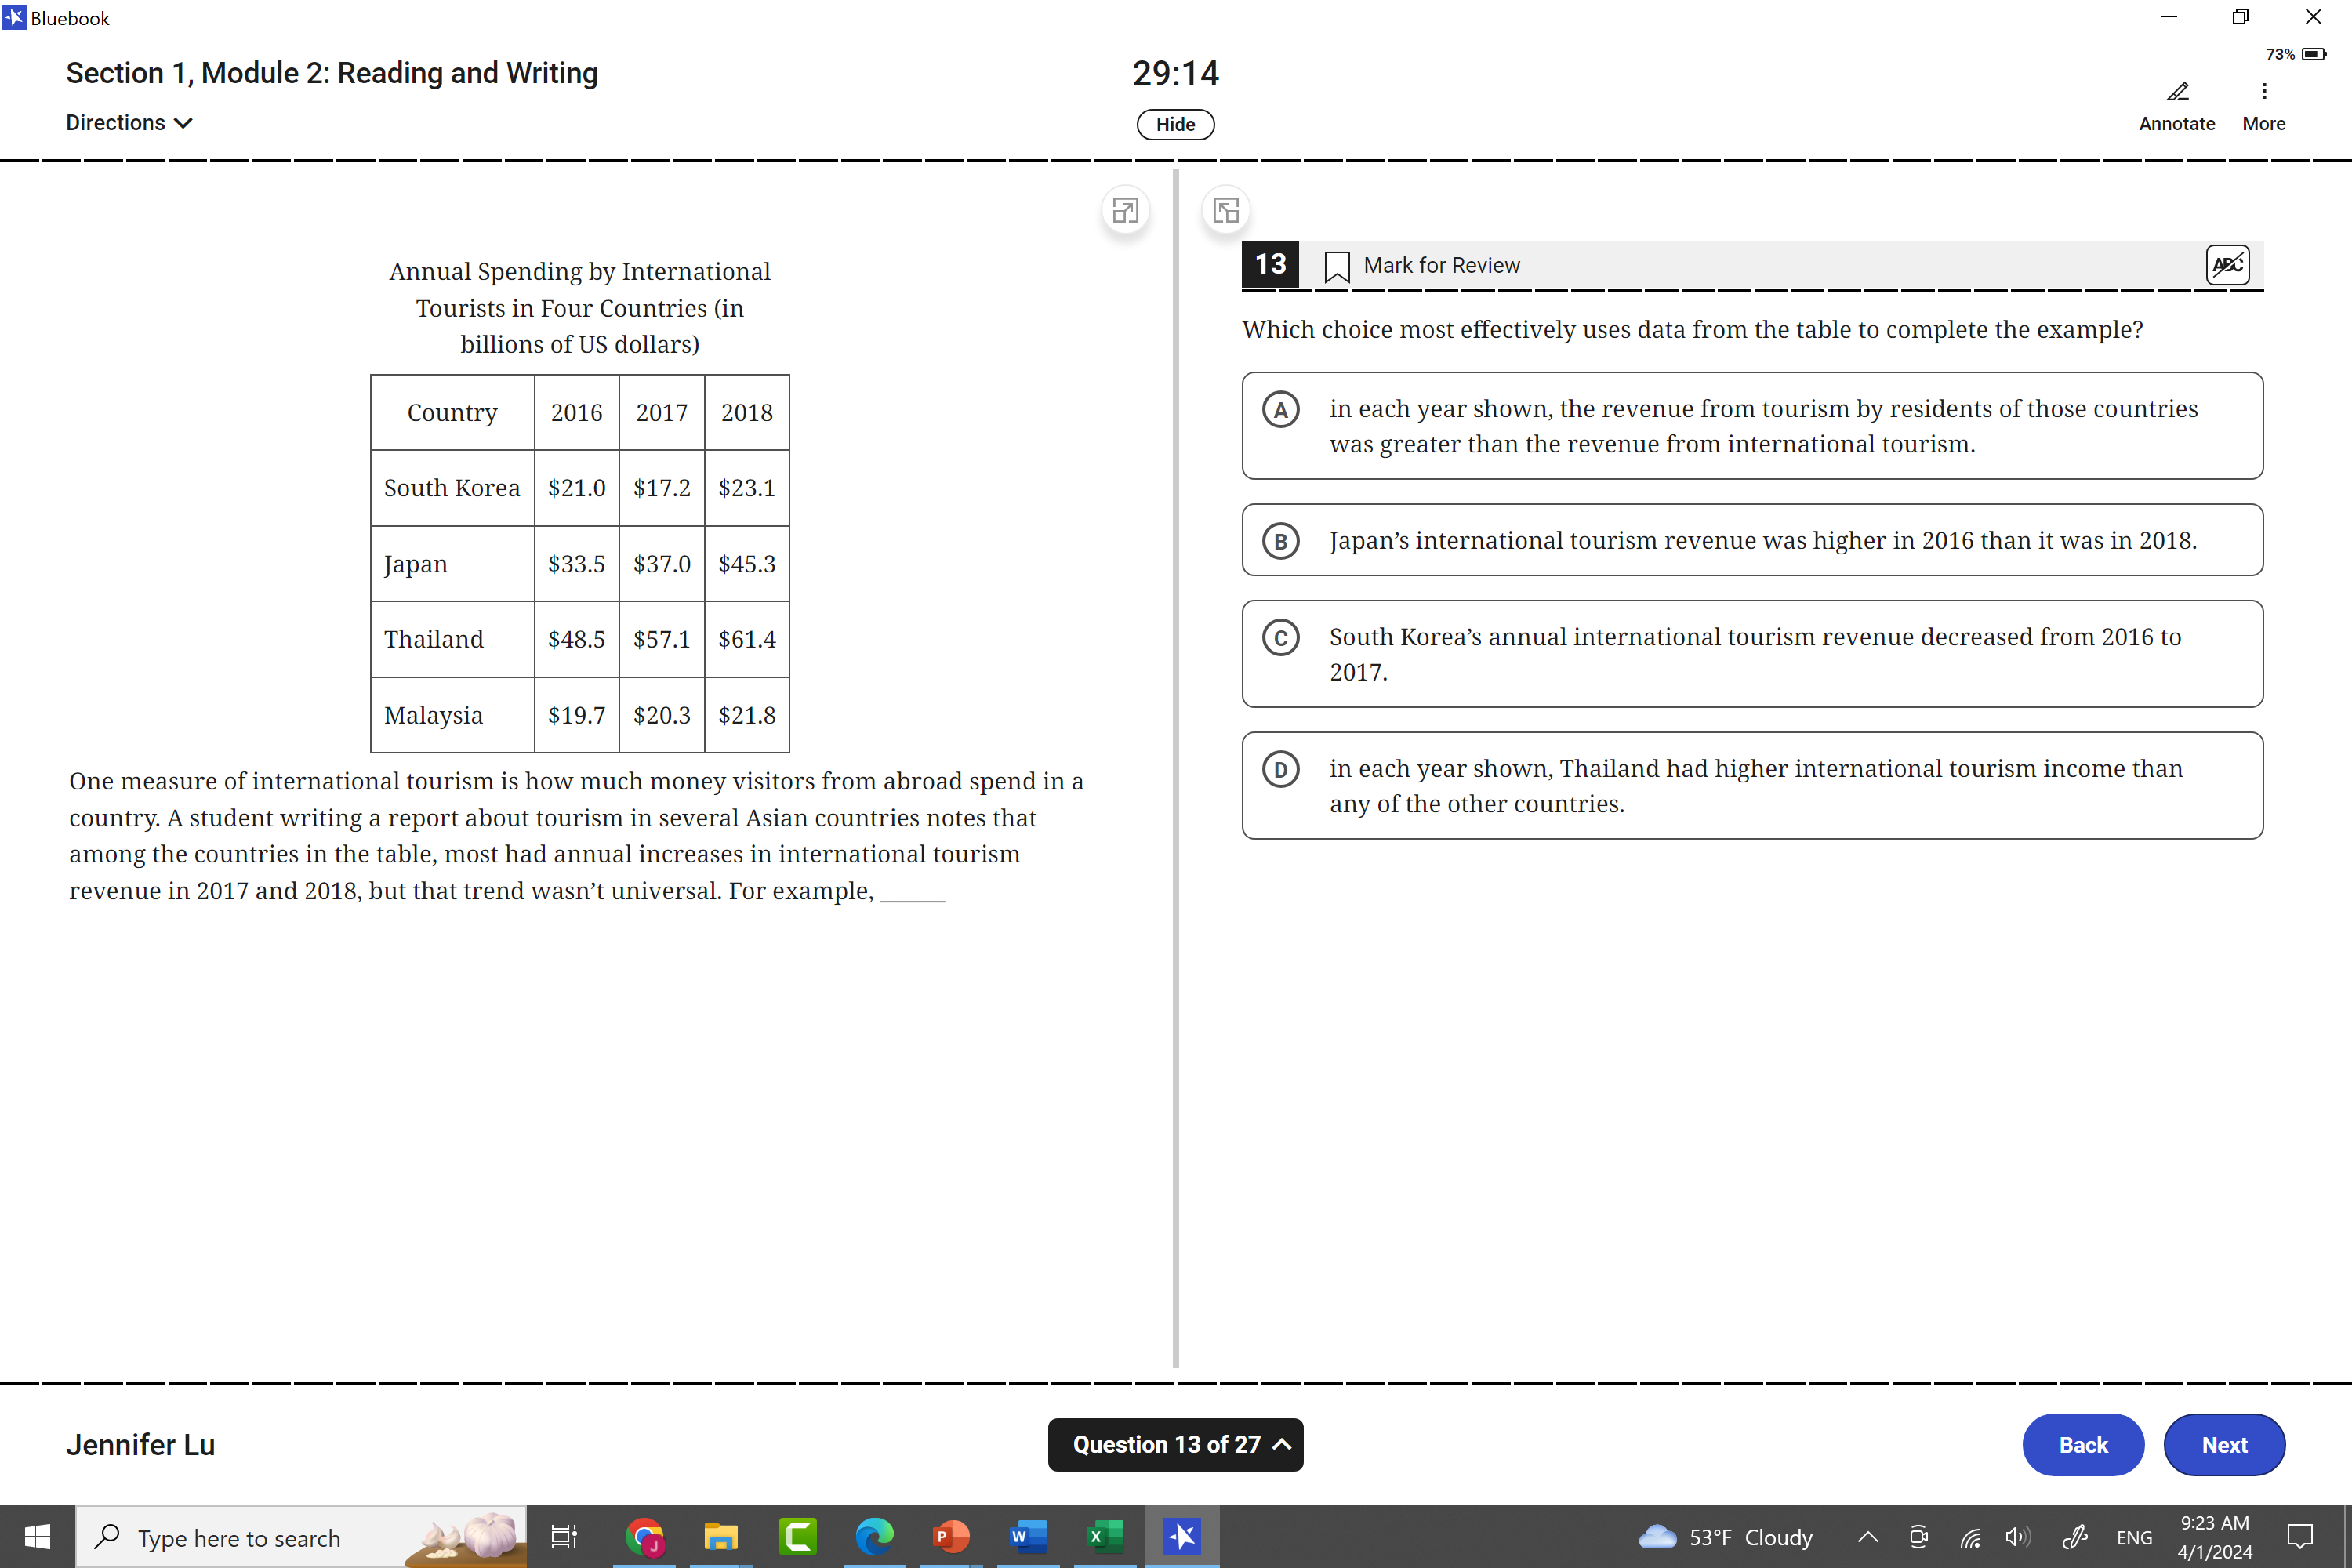 Bluebook
73%
Section 1, Module 2: Reading and Writing
29:14
Directions
Hide
Annotate
More
Annual Spending by International
Tourists in Four Countries (in
billions of US dollars)
Country 2016 2017 2018
South Korea $21.0 $17.2 $23.1
Japan $33.5 $37.0 $45.3
Thailand $48.5 $57.1 $61.4
Malaysia $19.7 $20.3 $21.8
One measure of international tourism is how much money visitors from abroad spend in a
country. A student writing a report about tourism in several Asian countries notes that
among the countries in the table, most had annual increases in international tourism
revenue in 2017 and 2018, but that trend wasn’t universal. For example, ______
13 Mark for Review ABC
Which choice most effectively uses data from the table to complete the example?
A in each year shown, the revenue from tourism by residents of those countries
was greater than the revenue from international tourism.
B Japan’s international tourism revenue was higher in 2016 than it was in 2018.
C South Korea’s annual international tourism revenue decreased from 2016 to
2017.
D in each year shown, Thailand had higher international tourism income than
any of the other countries.
Jennifer Lu
Question 13 of 27
Back
Next
Type here to search
J
P
W
X
53°F Cloudy
ENG
9:23 AM
4/1/2024